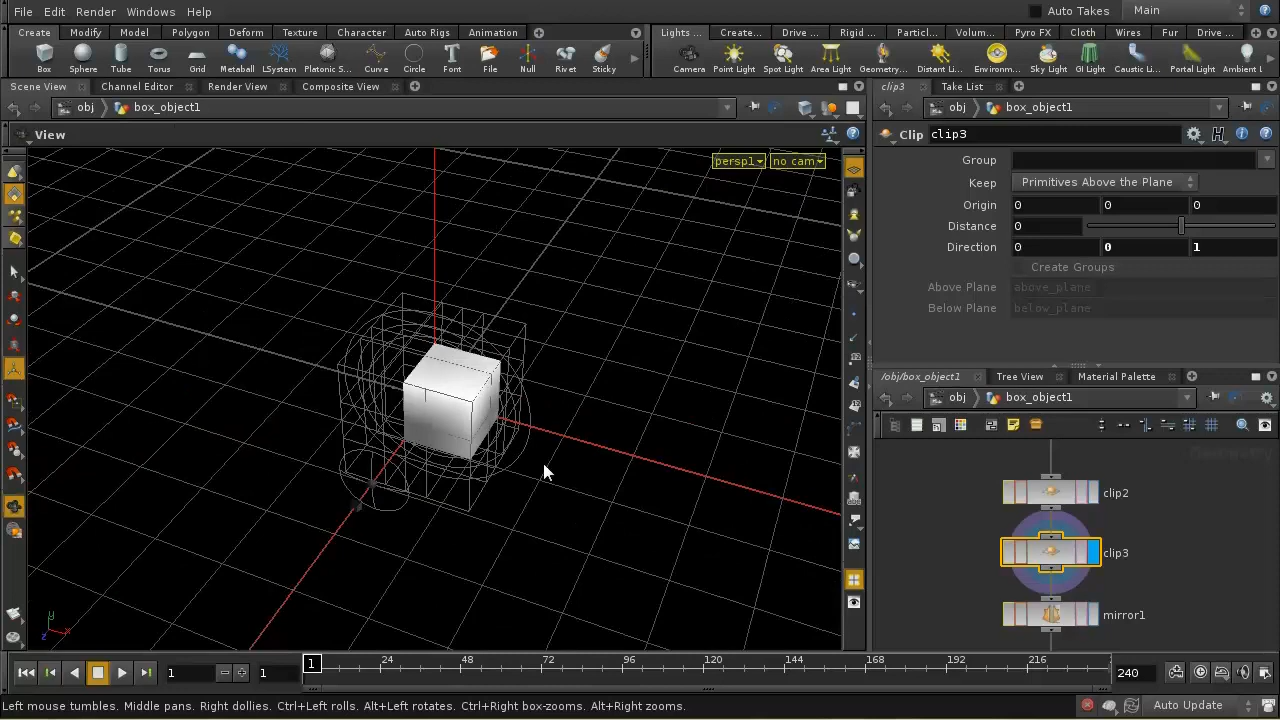 File Edit Render Windows Help Auto Takes Main
Create Modify Model Polygon Deform Texture Character Auto Rigs Animation Lights ... Create... Drive ... Rigid ... Particl... Volum... Pyro FX Cloth Wires Fur Drive ...
Box Sphere Tube Torus Grid Metaball LSystem Platonic S... Curve Circle Font File Null Rivet Sticky Camera Point Light Spot Light Area Light Geometry... Distant Li... Environm... Sky Light GI Light Caustic Li... Portal Light Ambient l
Scene View Channel Editor Render View Composite View clip3 Take List
obj box_object1 obj box_object1
View Clip clip3
persp1 no cam
Group
Keep Primitives Above the Plane
Origin 0 0 0
Distance 0
Direction 0 0 1
Create Groups
Above Plane above_plane
Below Plane below_plane
/obj/box_object1 Tree View Material Palette
obj box_object1
Geometry
clip2
clip3
mirror1
y
z x
1 1 1 24 48 72 96 120 144 168 192 216 240
Left mouse tumbles. Middle pans. Right dollies. Ctrl+Left rolls. Alt+Left rotates. Ctrl+Right box-zooms. Alt+Right zooms. Auto Update